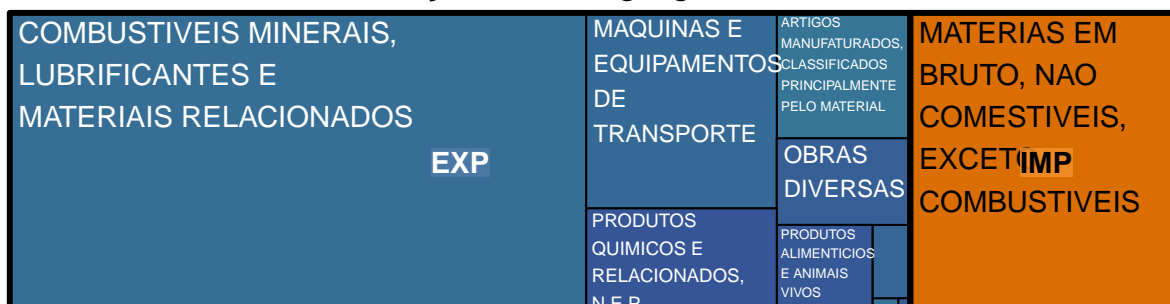 COMBUSTIVEIS MINERAIS,
LUBRIFICANTES E
MATERIAIS RELACIONADOS
EXP
MAQUINAS E
EQUIPAMENTOS
DE
TRANSPORTE
PRODUTOS
QUIMICOS E
RELACIONADOS,
N.E.P.
ARTIGOS
MANUFATURADOS,
CLASSIFICADOS
PRINCIPALMENTE
PELO MATERIAL
OBRAS
DIVERSAS
PRODUTOS
ALIMENTICIOS
E ANIMAIS
VIVOS
MATERIAS EM
BRUTO, NAO
COMESTIVEIS,
EXCETO
COMBUSTIVEIS
IMP